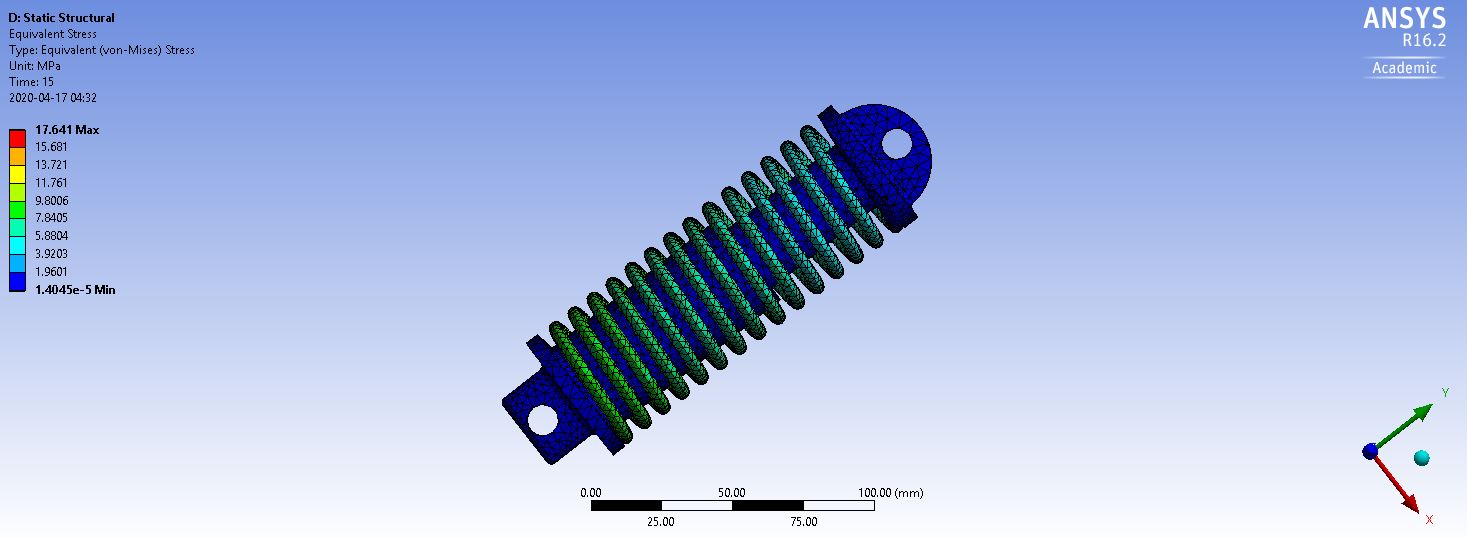 D: Static Structural
Equivalent Stress
Type: Equivalent (von-Mises) Stress
Unit: MPa
Time: 15
2020-04-17 04:32
17.641 Max
15.681
13.721
11.761
9.8006
7.8405
5.8804
3.9203
1.9601
1.4045e-5 Min
ANSYS
R16.2
Academic
0.00 50.00 100.00 (mm)
25.00 75.00
Y
X